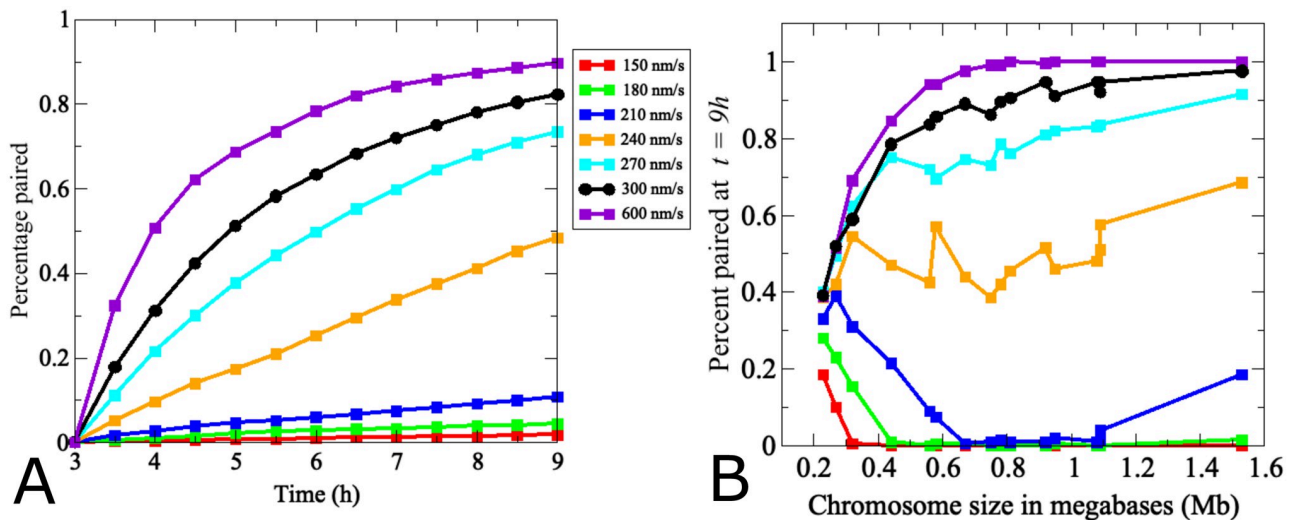 1
0.8
0.6
0.4
0.2
0
Percentage paired
3 4 5 6 7 8 9
Time (h)
A
150 nm/s
180 nm/s
210 nm/s
240 nm/s
270 nm/s
300 nm/s
600 nm/s
1
0.8
0.6
0.4
0.2
0
Percent paired at t = 9h
0.2 0.4 0.6 0.8 1 1.2 1.4 1.6
Chromosome size in megabases (Mb)
B